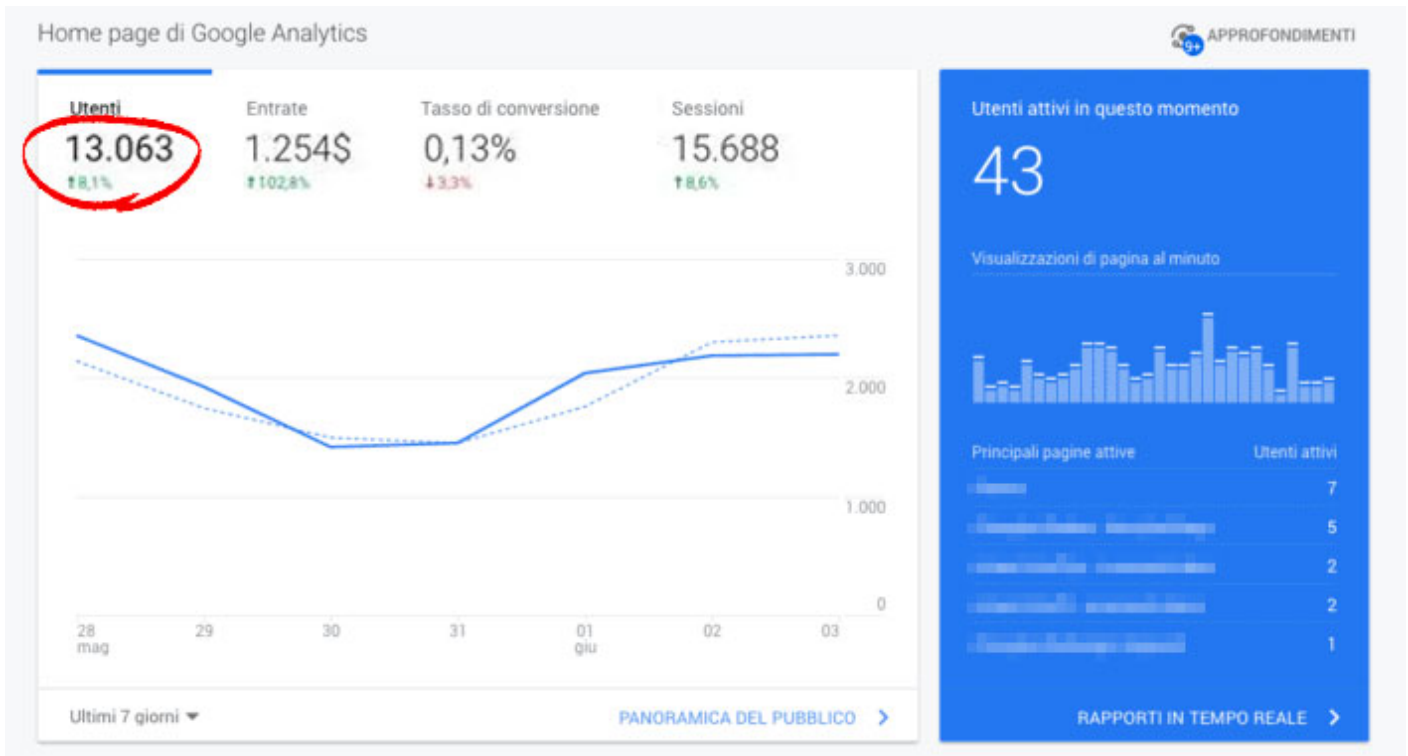 Home page di Google Analytics
9+ APPROFONDIMENTI
Utenti
13.063
⬆8,1%
Entrate
1.254$
⬆102,8%
Tasso di conversione
0,13%
⬇3,3%
Sessioni
15.688
⬆8,6%
3.000
2.000
1.000
0
28 29 30 31 01 02 03
mag giu
Ultimi 7 giorni
PANORAMICA DEL PUBBLICO
Utenti attivi in questo momento
43
Visualizzazioni di pagina al minuto
Principali pagine attive Utenti attivi
7
5
2
2
1
RAPPORTI IN TEMPO REALE